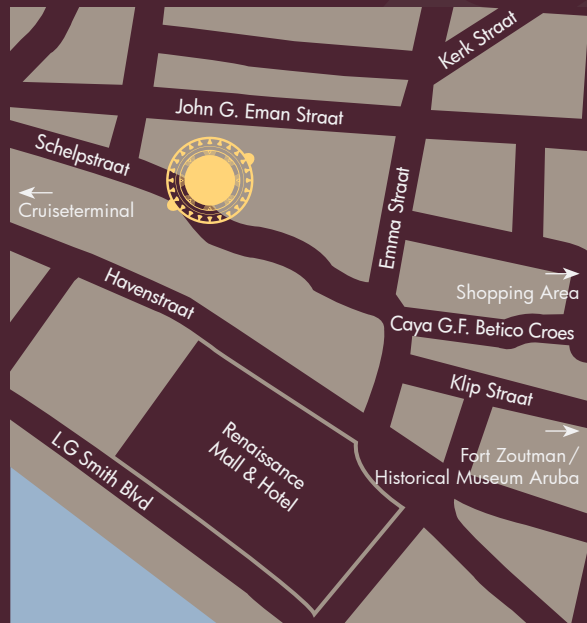 Kerk Straat
John G. Eman Straat
Schelpstraat
Cruiseterminal
Emma Straat
Havenstraat
Shopping Area
Caya G.F. Betico Croes
Klip Straat
Renaissance
Mall & Hotel
L.G Smith Blvd
Fort Zoutman /
Historical Museum Aruba